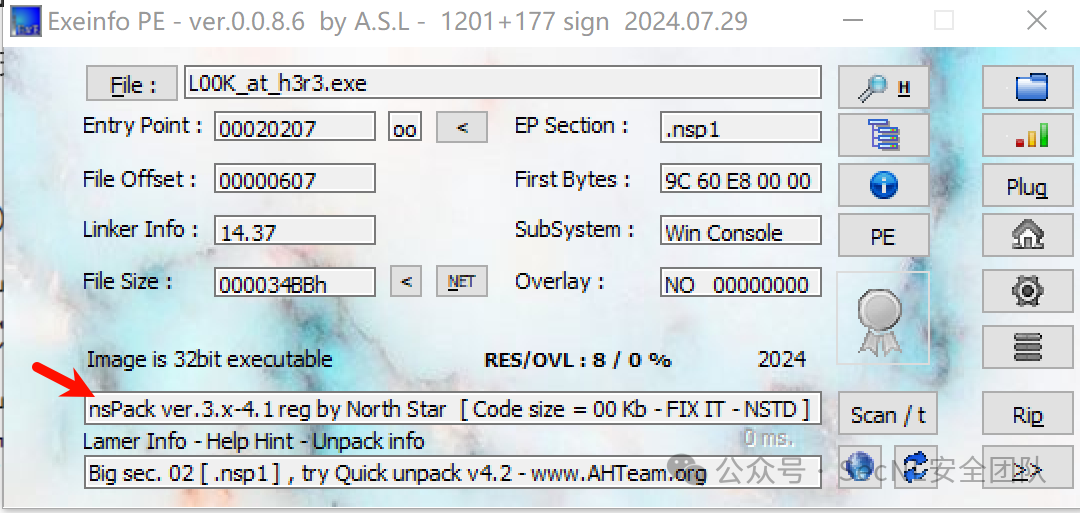 Exeinfo PE - ver.0.0.8.6 by A.S.L - 1201+177 sign 2024.07.29
File : L00K_at_h3r3.exe H
Entry Point : 00020207 oo < EP Section : .nsp1
File Offset : 00000607 First Bytes : 9C 60 E8 00 00 Plug
Linker Info : 14.37 SubSystem : Win Console PE
File Size : 000034BBh < NET Overlay : NO 00000000
Image is 32bit executable RES/OVL : 8 / 0 % 2024
nsPack ver.3.x-4.1 reg by North Star [ Code size = 00 Kb - FIX IT - NSTD ] Scan / t Rip
Lamer Info - Help Hint - Unpack info 0 ms.
Big sec. 02 [ .nsp1 ] , try Quick unpack v4.2 - www.AHTeam.org >>
公众号 · 安全团队